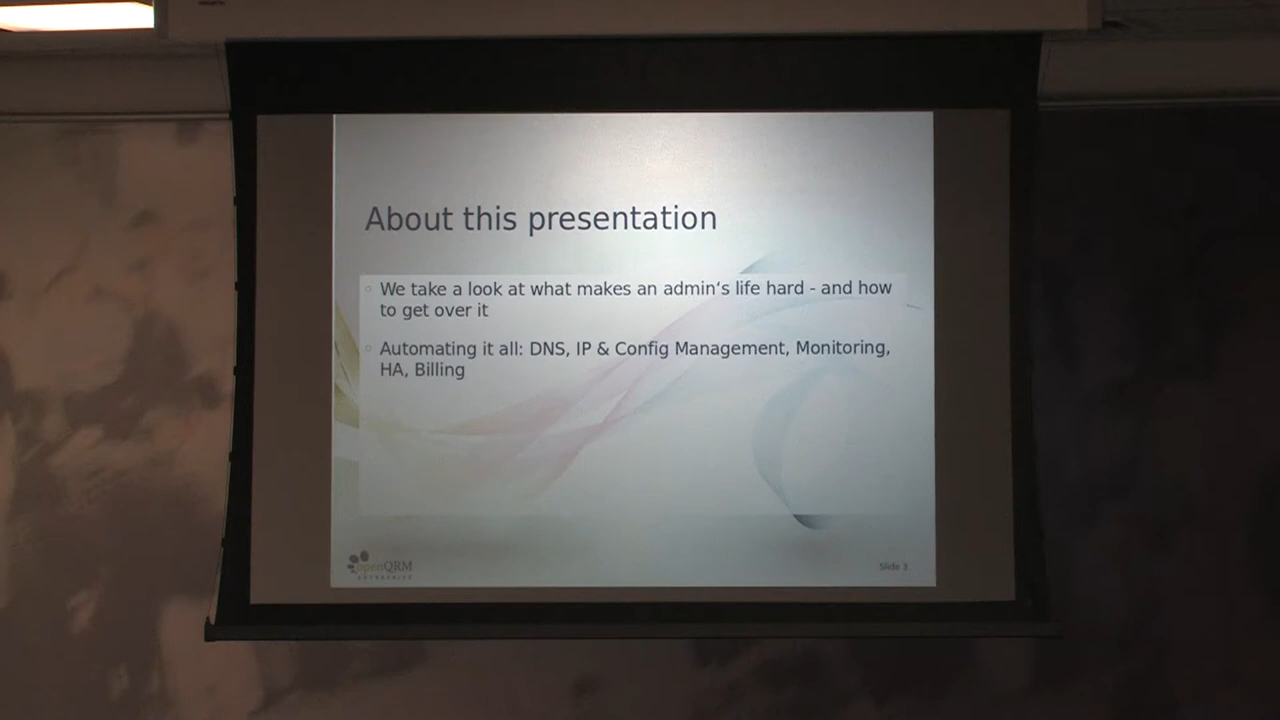 About this presentation
We take a look at what makes an admin‘s life hard - and how
to get over it
Automating it all: DNS, IP & Config Management, Monitoring,
HA, Billing
openQRM
ENTERPRISE
Slide 3